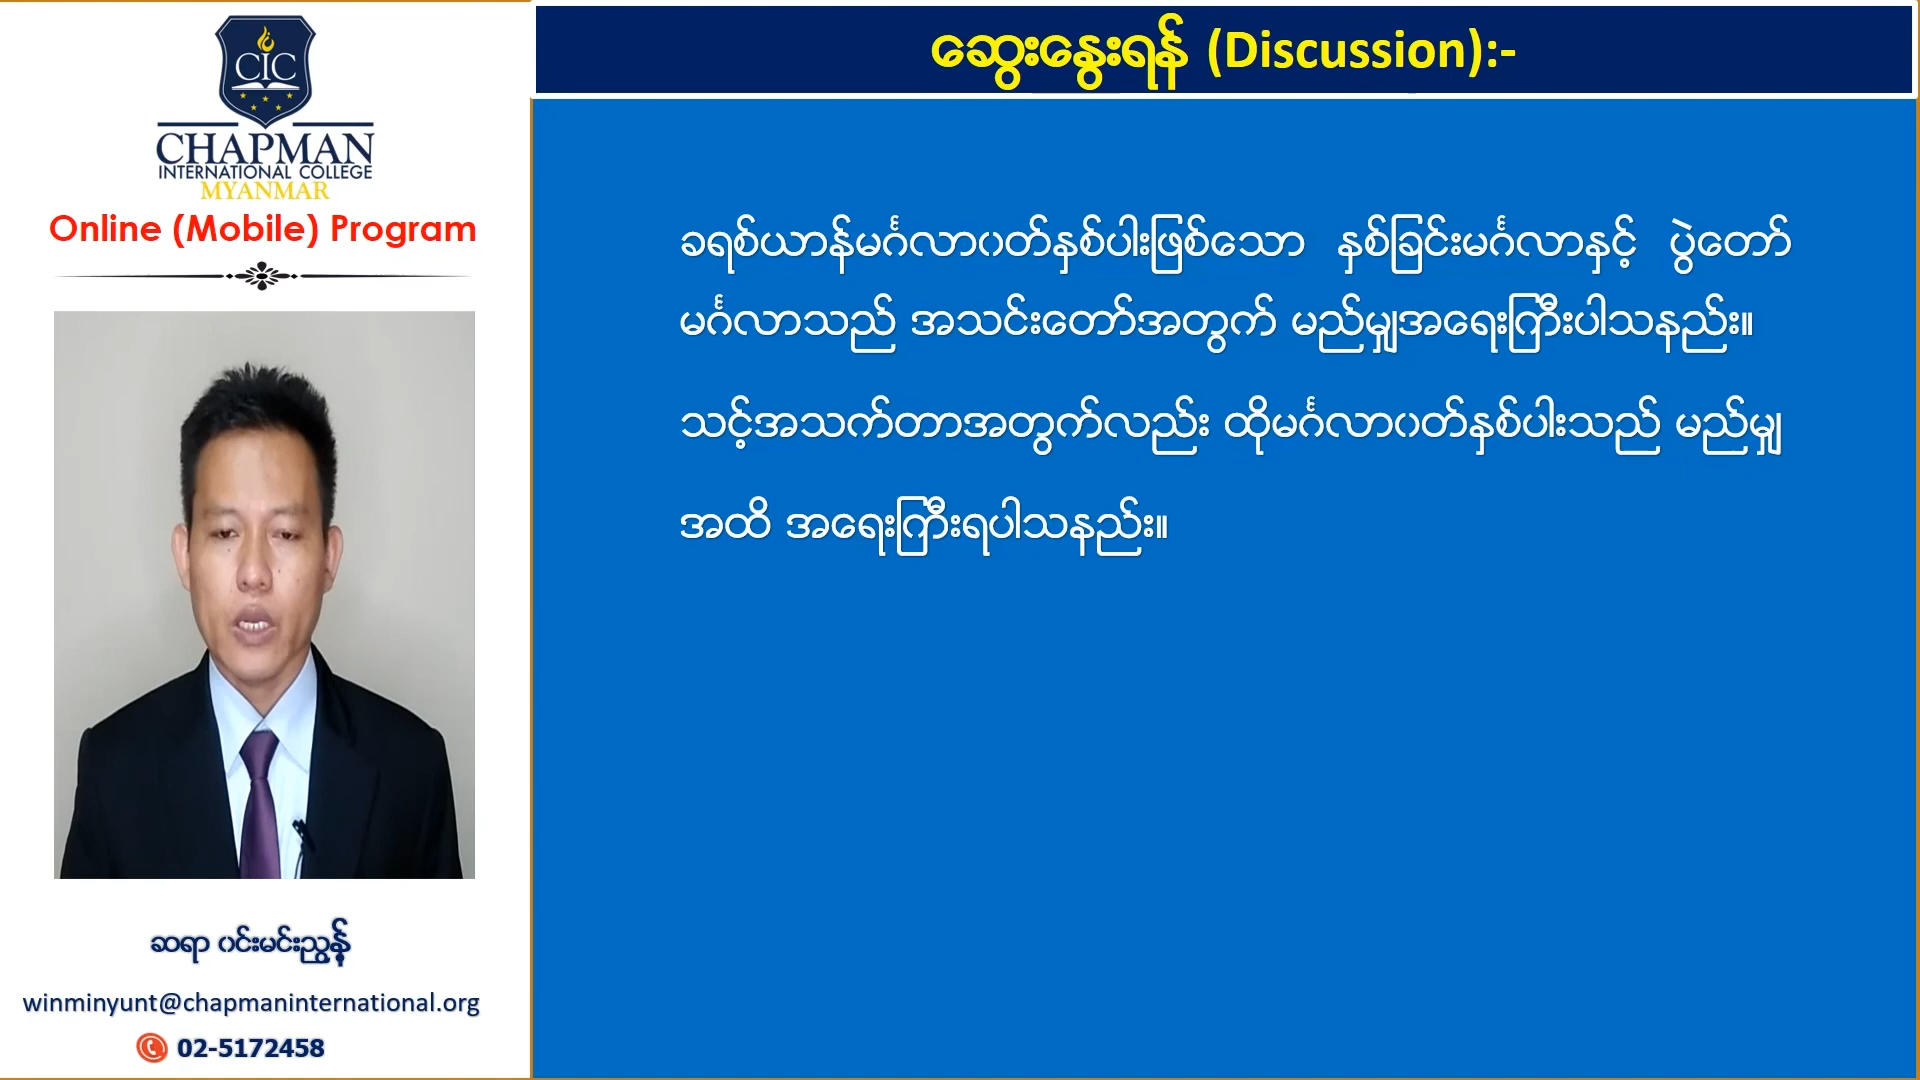 CIC
CHAPMAN
INTERNATIONAL COLLEGE
MYANMAR
Online (Mobile) Program
ဆရာ ဝင်းမင်းညွန့်
winminyunt@chapmaninternational.org
02-5172458
ဆွေးနွေးရန် (Discussion):-
ခရစ်ယာန်မင်္ဂလာဝတ်နှစ်ပါးဖြစ်သော နှစ်ခြင်းမင်္ဂလာနှင့် ပွဲတော်
မင်္ဂလာသည် အသင်းတော်အတွက် မည်မျှအရေးကြီးပါသနည်း။
သင့်အသက်တာအတွက်လည်း ထိုမင်္ဂလာဝတ်နှစ်ပါးသည် မည်မျှ
အထိ အရေးကြီးရပါသနည်း။